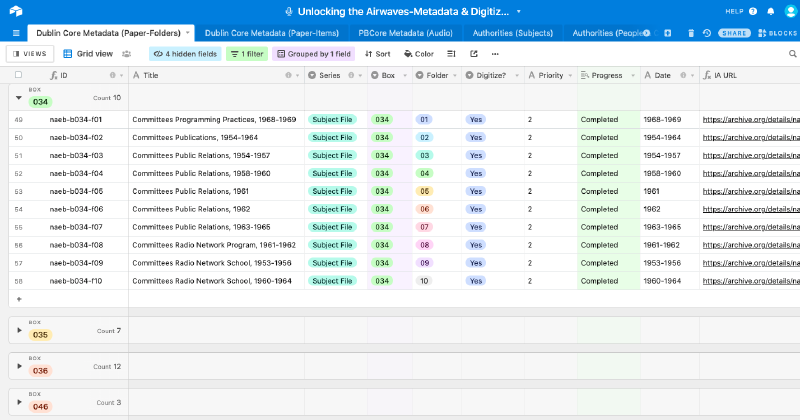 Unlocking the Airwaves-Metadata & Digitiz...
HELP
Dublin Core Metadata (Paper-Folders)
Dublin Core Metadata (Paper-Items)
PBCore Metadata (Audio)
Authorities (Subjects)
Authorities (People
SHARE
BLOCKS
VIEWS
Grid view
4 hidden fields
1 filter
Grouped by 1 field
Sort
Color
ID
Title
Series
Box
Folder
Digitize?
Priority
Progress
Date
IA URL
BOX
034
Count 10
49 naeb-b034-f01 Committees Programming Practices, 1968-1969 Subject File 034 01 Yes 2 Completed 1968-1969 https://archive.org/details/na
50 naeb-b034-f02 Committees Publications, 1954-1964 Subject File 034 02 Yes 2 Completed 1954-1964 https://archive.org/details/na
51 naeb-b034-f03 Committees Public Relations, 1954-1957 Subject File 034 03 Yes 2 Completed 1954-1957 https://archive.org/details/na
52 naeb-b034-f04 Committees Public Relations, 1958-1960 Subject File 034 04 Yes 2 Completed 1958-1960 https://archive.org/details/na
53 naeb-b034-f05 Committees Public Relations, 1961 Subject File 034 05 Yes 2 Completed 1961 https://archive.org/details/na
54 naeb-b034-f06 Committees Public Relations, 1962 Subject File 034 06 Yes 2 Completed 1962 https://archive.org/details/na
55 naeb-b034-f07 Committees Public Relations, 1963-1965 Subject File 034 07 Yes 2 Completed 1963-1965 https://archive.org/details/na
56 naeb-b034-f08 Committees Radio Network Program, 1961-1962 Subject File 034 08 Yes 2 Completed 1961-1962 https://archive.org/details/na
57 naeb-b034-f09 Committees Radio Network School, 1953-1956 Subject File 034 09 Yes 2 Completed 1953-1956 https://archive.org/details/na
58 naeb-b034-f10 Committees Radio Network School, 1960-1964 Subject File 034 10 Yes 2 Completed 1960-1964 https://archive.org/details/na
+
BOX
035
Count 7
BOX
036
Count 12
BOX
046
Count 3